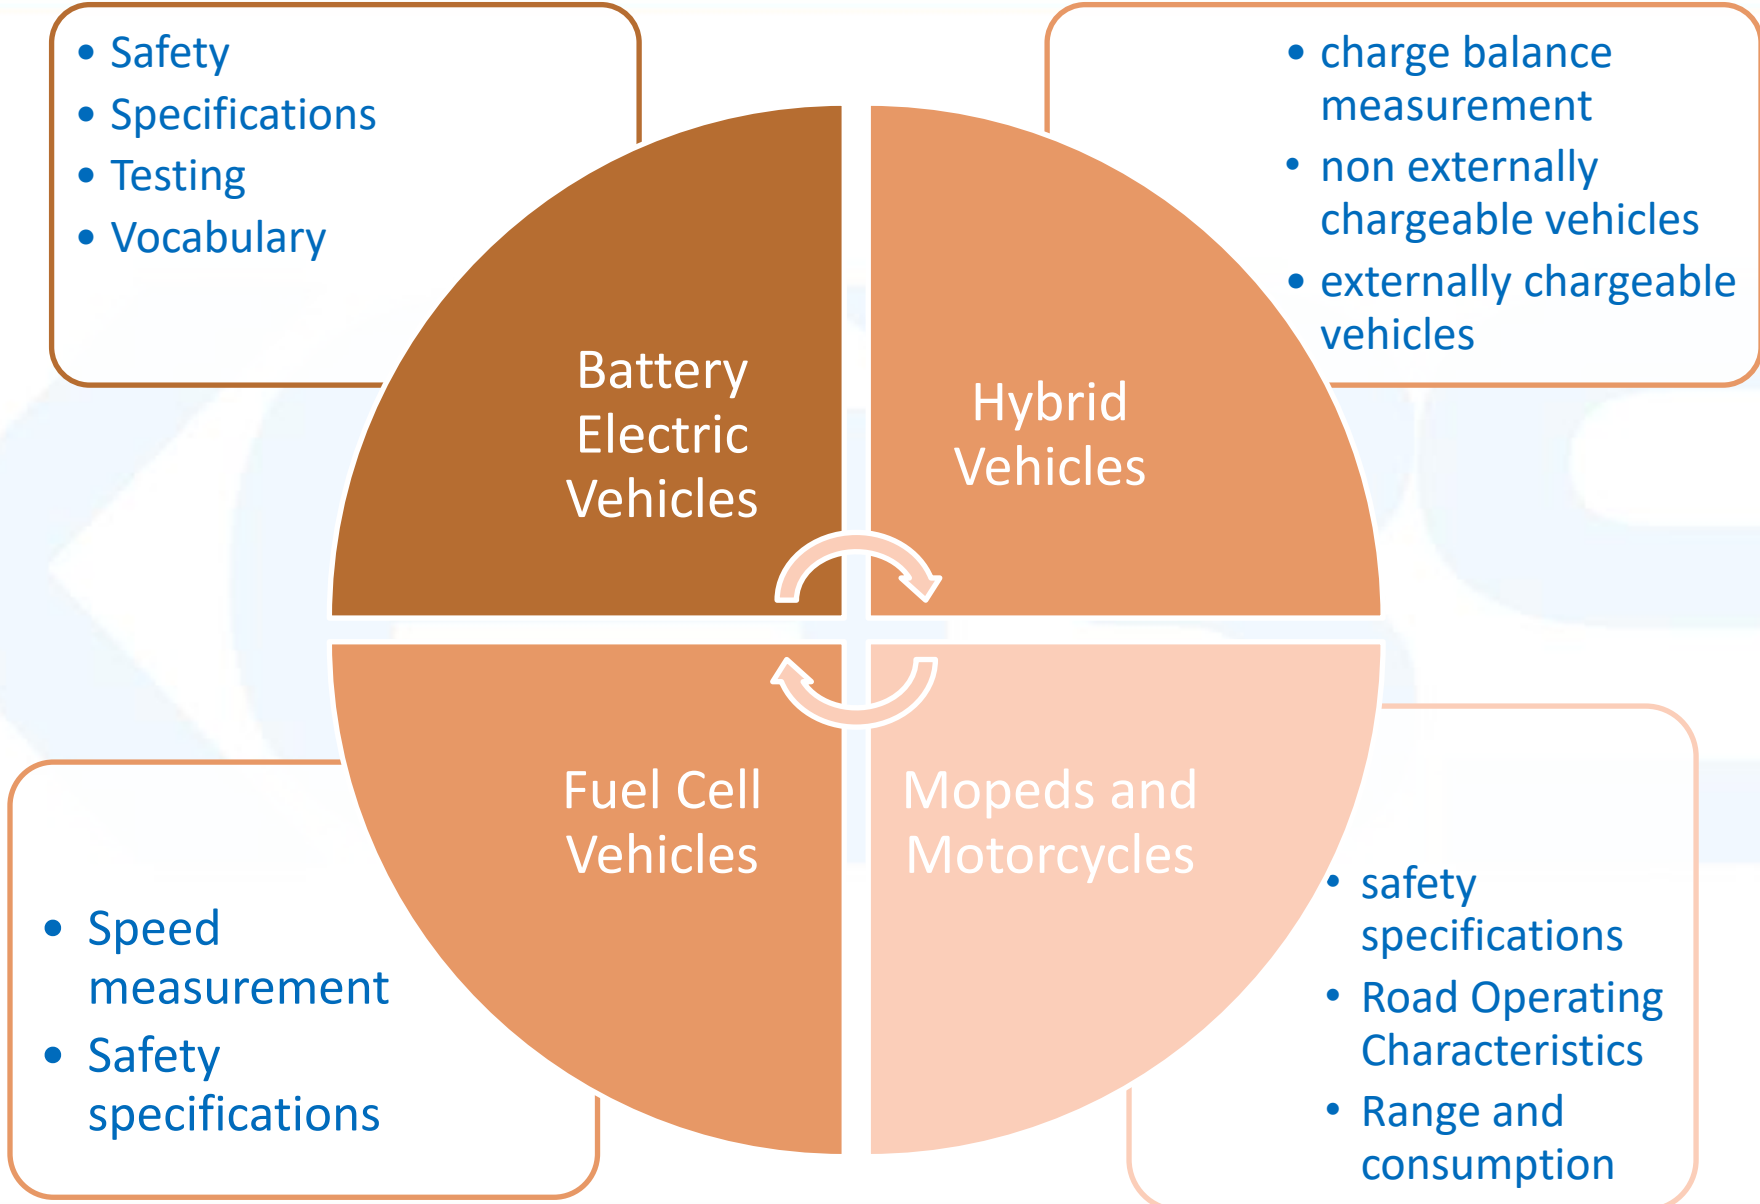 • Safety
• Specifications
• Testing
• Vocabulary
• charge balance
measurement
• non externally
chargeable vehicles
• externally chargeable
vehicles
Battery
Electric
Vehicles
Hybrid
Vehicles
Fuel Cell
Vehicles
Mopeds and
Motorcycles
• Speed
measurement
• Safety
specifications
• safety
specifications
• Road Operating
Characteristics
• Range and
consumption